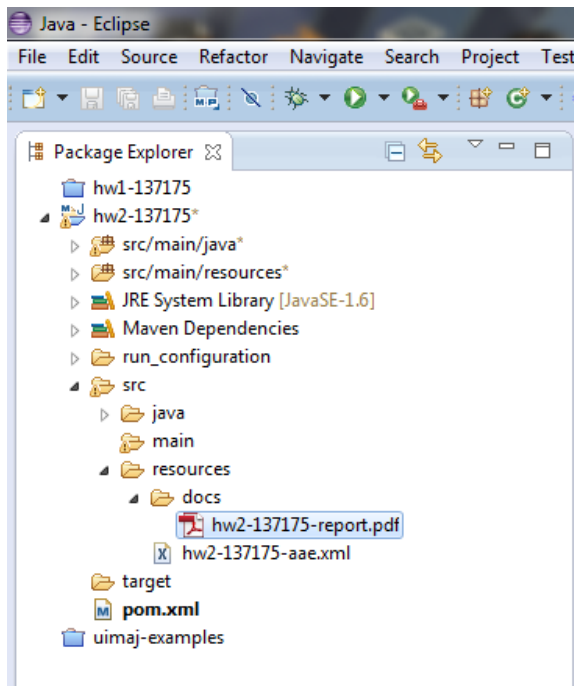 Java - Eclipse
File Edit Source Refactor Navigate Search Project Test
Package Explorer
hw1-137175
hw2-137175*
src/main/java*
src/main/resources*
JRE System Library [JavaSE-1.6]
Maven Dependencies
run_configuration
src
java
main
resources
docs
hw2-137175-report.pdf
hw2-137175-aae.xml
target
pom.xml
uimaj-examples